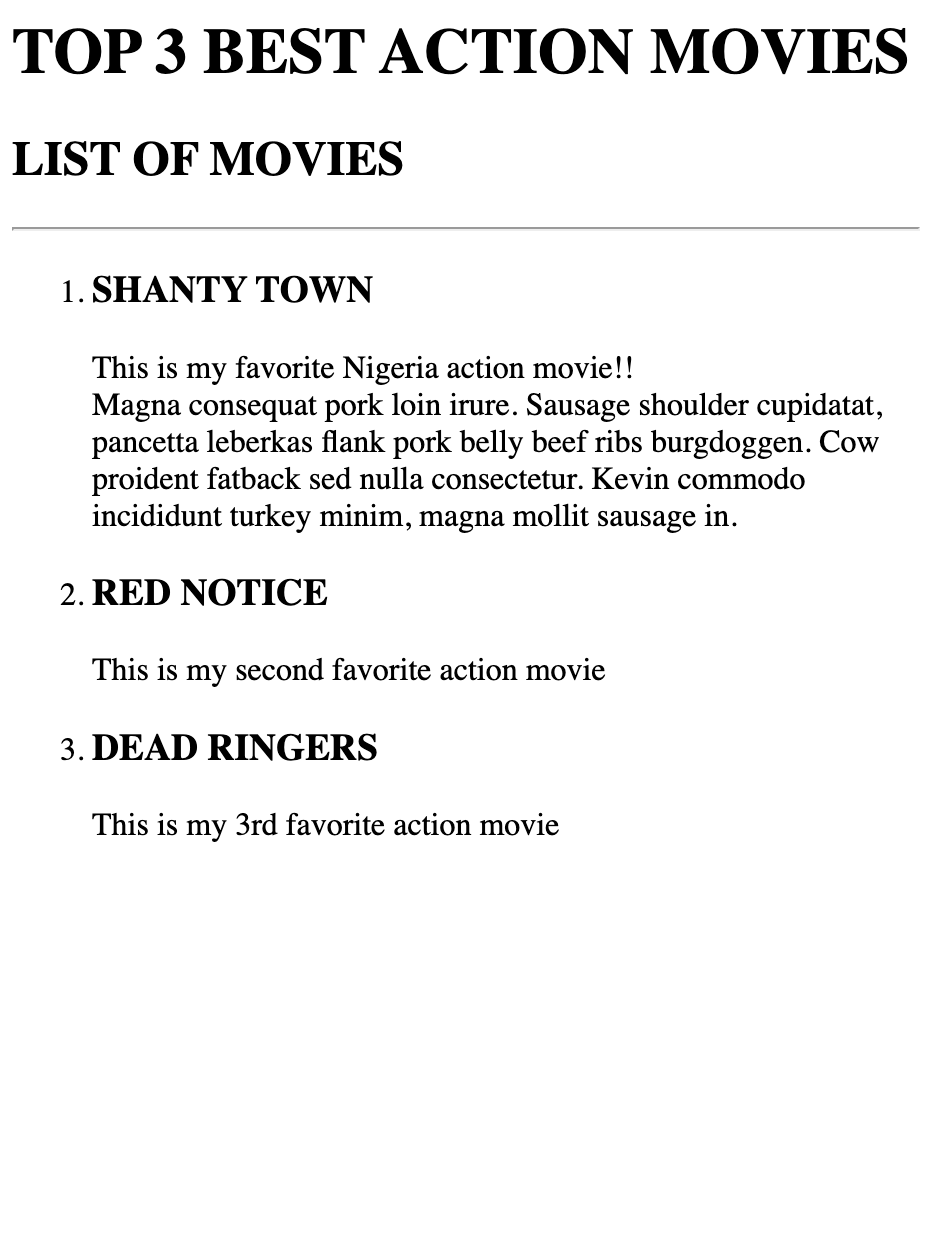 TOP 3 BEST ACTION MOVIES
LIST OF MOVIES
1. SHANTY TOWN
This is my favorite Nigeria action movie!!
Magna consequat pork loin irure. Sausage shoulder cupidatat,
pancetta leberkas flank pork belly beef ribs burgdoggen. Cow
proident fatback sed nulla consectetur. Kevin commodo
incididunt turkey minim, magna mollit sausage in.
2. RED NOTICE
This is my second favorite action movie
3. DEAD RINGERS
This is my 3rd favorite action movie